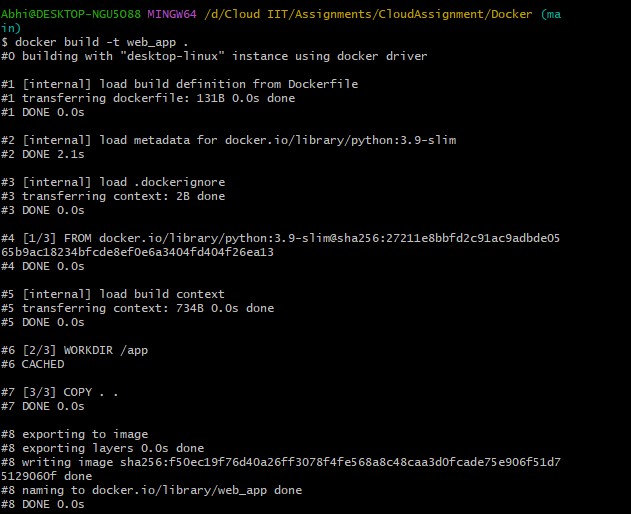 Abhi@DESKTOP-NGU5O88 MINGW64 /d/Cloud IIT/Assignments/CloudAssignment/Docker (ma
in)
$ docker build -t web_app .
#0 building with "desktop-linux" instance using docker driver
#1 [internal] load build definition from Dockerfile
#1 transferring dockerfile: 131B 0.0s done
#1 DONE 0.0s
#2 [internal] load metadata for docker.io/library/python:3.9-slim
#2 DONE 2.1s
#3 [internal] load .dockerignore
#3 transferring context: 2B done
#3 DONE 0.0s
#4 [1/3] FROM docker.io/library/python:3.9-slim@sha256:27211e8bbfd2c91ac9adbde05
65b9ac18234bfcde8ef0e6a3404fd404f26ea13
#4 DONE 0.0s
#5 [internal] load build context
#5 transferring context: 734B 0.0s done
#5 DONE 0.0s
#6 [2/3] WORKDIR /app
#6 CACHED
#7 [3/3] COPY . .
#7 DONE 0.0s
#8 exporting to image
#8 exporting layers 0.0s done
#8 writing image sha256:f50ec19f76d40a26ff3078f4fe568a8c48caa3d0fcade75e906f51d7
5129060f done
#8 naming to docker.io/library/web_app done
#8 DONE 0.0s